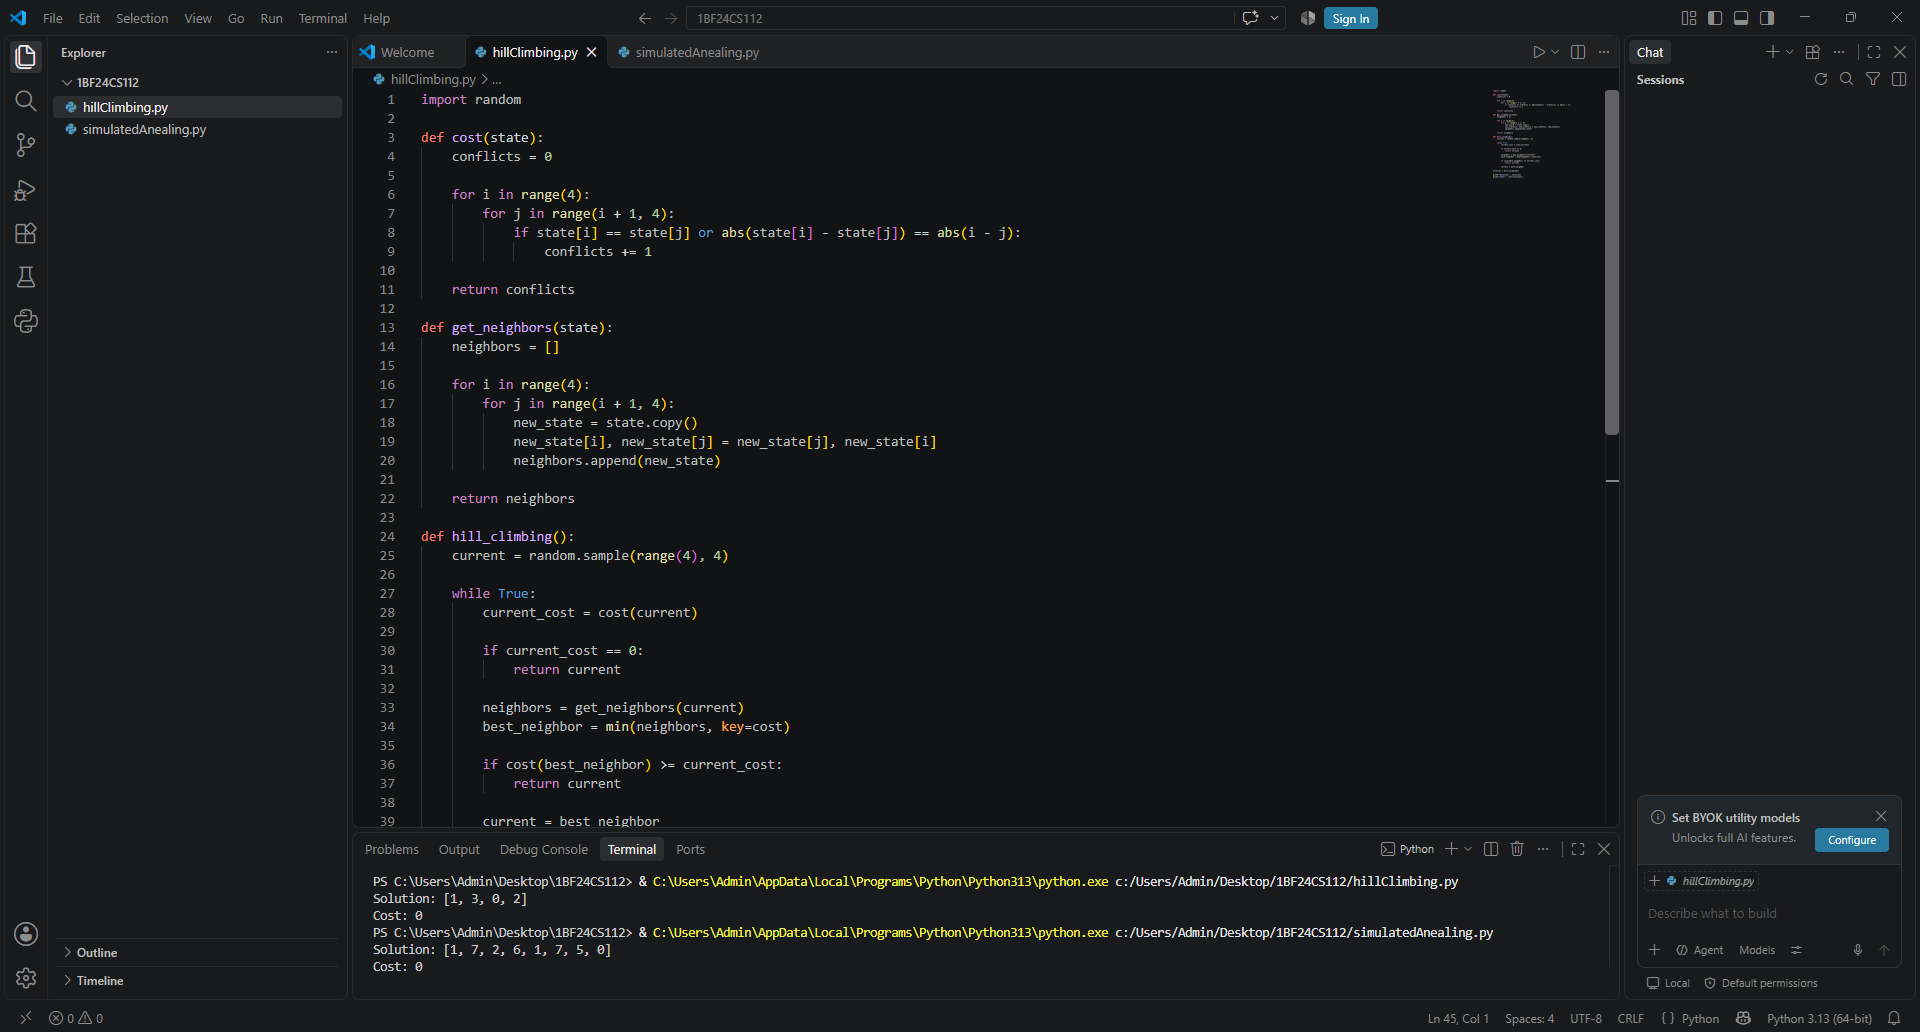 File Edit Selection View Go Run Terminal Help
1BF24CS112
Sign In
Explorer
1BF24CS112
hillClimbing.py
simulatedAnealing.py
Outline
Timeline
Welcome hillClimbing.py simulatedAnealing.py
hillClimbing.py > ...
1 import random
2
3 def cost(state):
4 conflicts = 0
5
6 for i in range(4):
7 for j in range(i + 1, 4):
8 if state[i] == state[j] or abs(state[i] - state[j]) == abs(i - j):
9 conflicts += 1
10
11 return conflicts
12
13 def get_neighbors(state):
14 neighbors = []
15
16 for i in range(4):
17 for j in range(i + 1, 4):
18 new_state = state.copy()
19 new_state[i], new_state[j] = new_state[j], new_state[i]
20 neighbors.append(new_state)
21
22 return neighbors
23
24 def hill_climbing():
25 current = random.sample(range(4), 4)
26
27 while True:
28 current_cost = cost(current)
29
30 if current_cost == 0:
31 return current
32
33 neighbors = get_neighbors(current)
34 best_neighbor = min(neighbors, key=cost)
35
36 if cost(best_neighbor) >= current_cost:
37 return current
38
39 current = best_neighbor
Problems Output Debug Console Terminal Ports
Python
PS C:\Users\Admin\Desktop\1BF24CS112> & C:\Users\Admin\AppData\Local\Programs\Python\Python313\python.exe c:/Users/Admin/Desktop/1BF24CS112/hillClimbing.py
Solution: [1, 3, 0, 2]
Cost: 0
PS C:\Users\Admin\Desktop\1BF24CS112> & C:\Users\Admin\AppData\Local\Programs\Python\Python313\python.exe c:/Users/Admin/Desktop/1BF24CS112/simulatedAnealing.py
Solution: [1, 7, 2, 6, 1, 7, 5, 0]
Cost: 0
Chat
Sessions
Set BYOK utility models
Unlocks full AI features.
Configure
hillClimbing.py
Describe what to build
Agent Models
Local Default permissions
0 0
Ln 45, Col 1 Spaces: 4 UTF-8 CRLF { } Python Python 3.13 (64-bit)